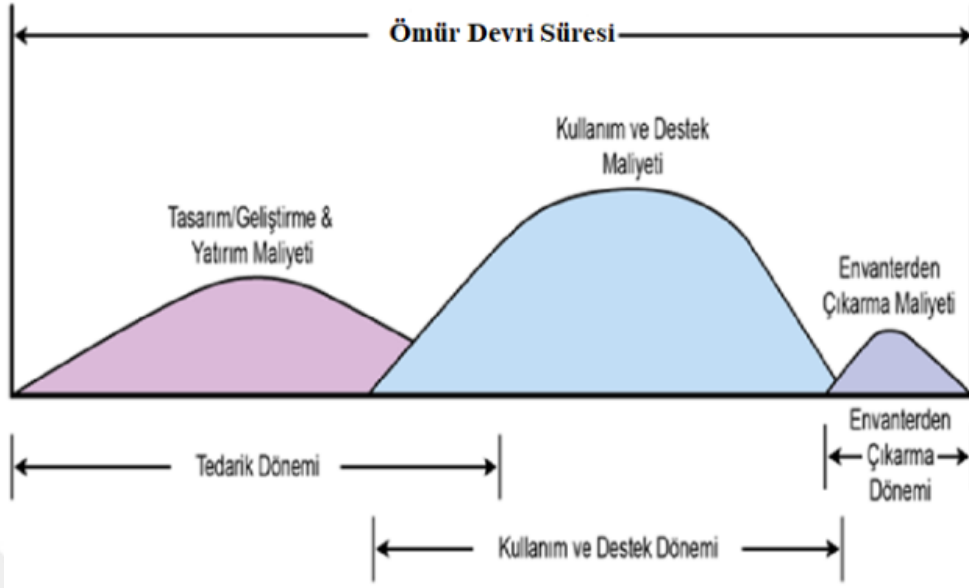 Ömür Devri Süresi
Kullanım ve Destek
Maliyeti
Tasarım/Geliştirme &
Yatırım Maliyeti
Envanterden
Çıkarma Maliyeti
Tedarik Dönemi
Envanterden
Çıkarma
Dönemi
Kullanım ve Destek Dönemi